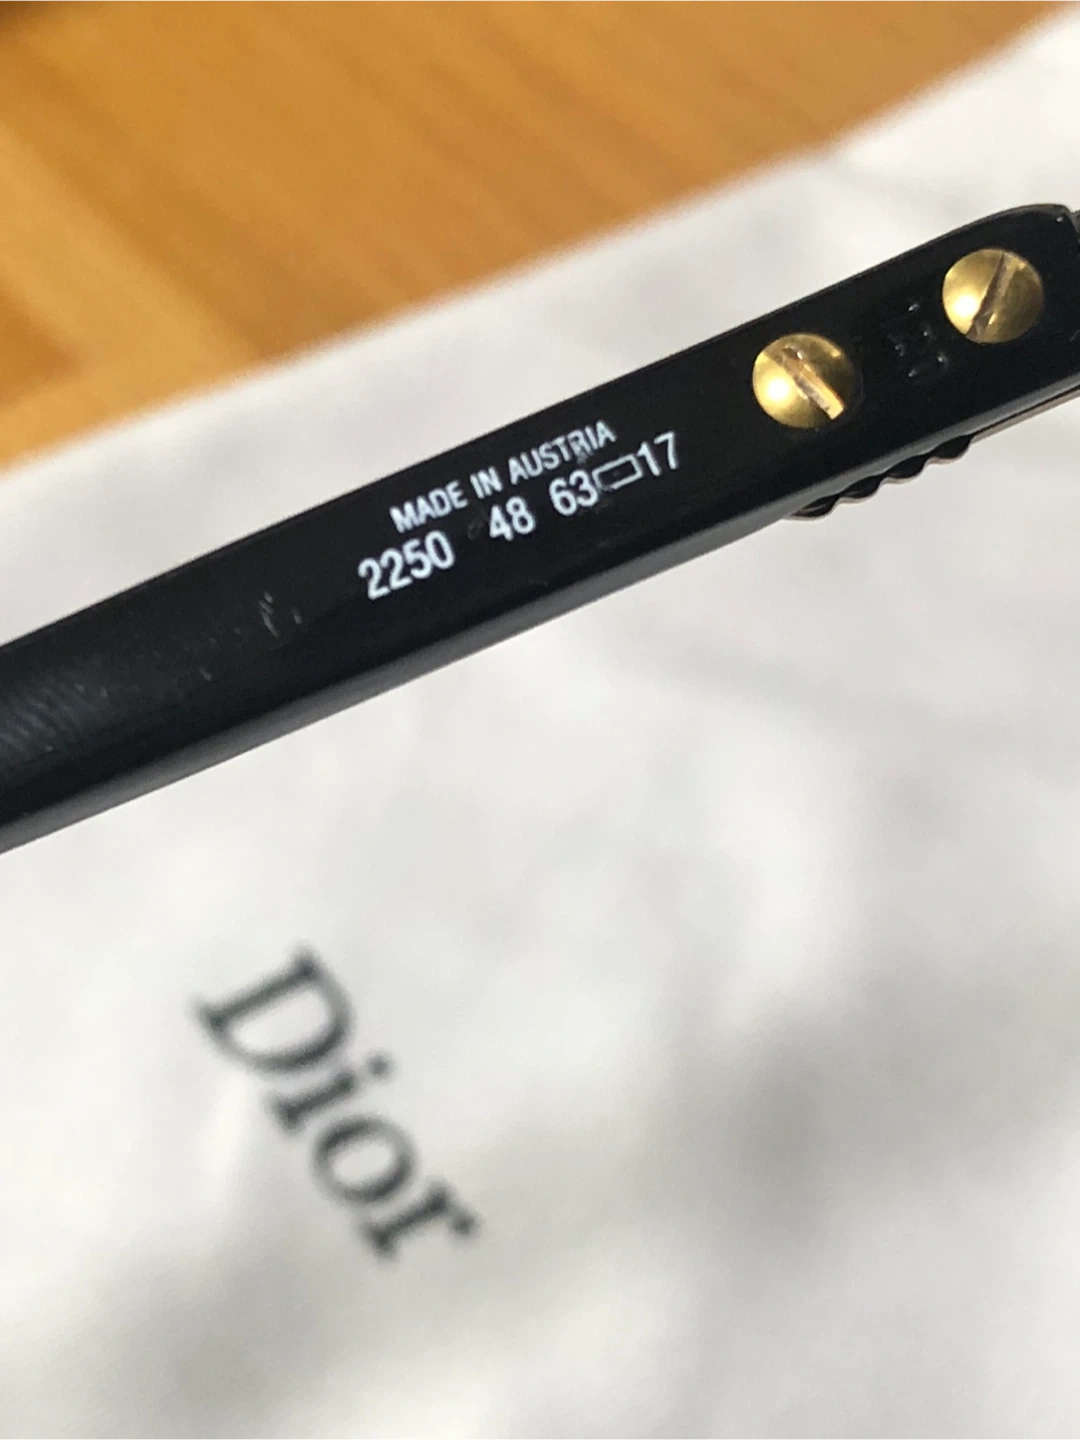 MADE IN AUSTRIA
2250 48 63▭17
Dior